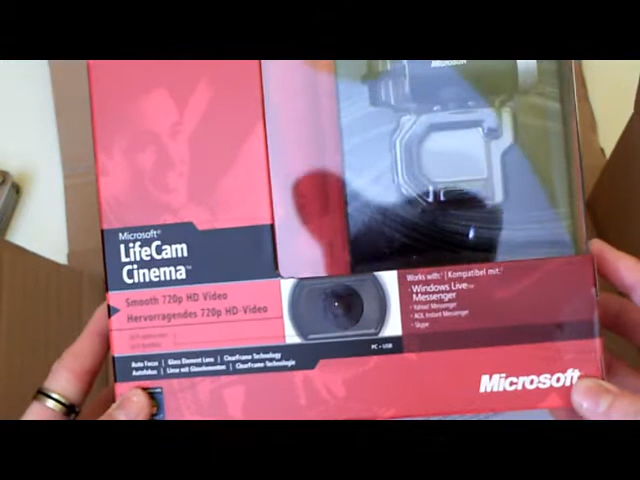 Microsoft
Microsoft®
LifeCam
Cinema™
Smooth 720p HD Video
Hervorragendes 720p HD-Video
Works with: | Kompatibel mit:
· Windows Live™
Messenger
· Yahoo! Messenger
· AOL Instant Messenger
· Skype
PC • USB
Auto Focus | Glass Element Lens | ClearFrame Technology
Autofokus | Linse mit Glaselementen | ClearFrame-Technologie
Microsoft®